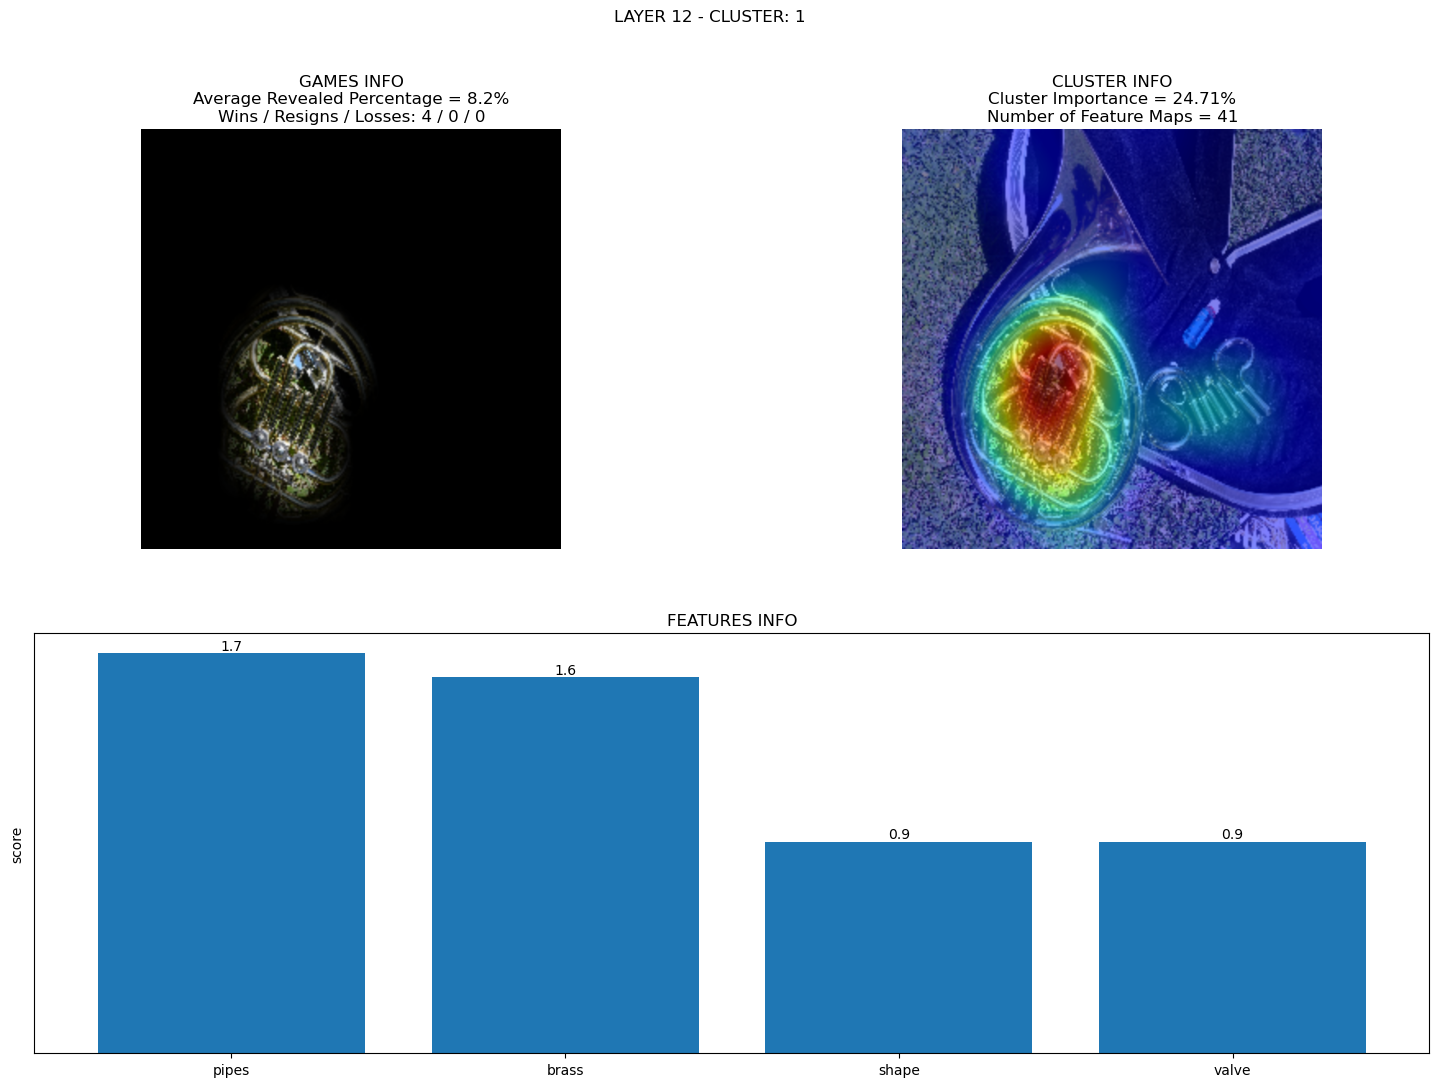 LAYER 12 - CLUSTER: 1
GAMES INFO
Average Revealed Percentage = 8.2%
Wins / Resigns / Losses: 4 / 0 / 0
CLUSTER INFO
Cluster Importance = 24.71%
Number of Feature Maps = 41
FEATURES INFO
score
1.7
1.6
0.9
0.9
pipes
brass
shape
valve